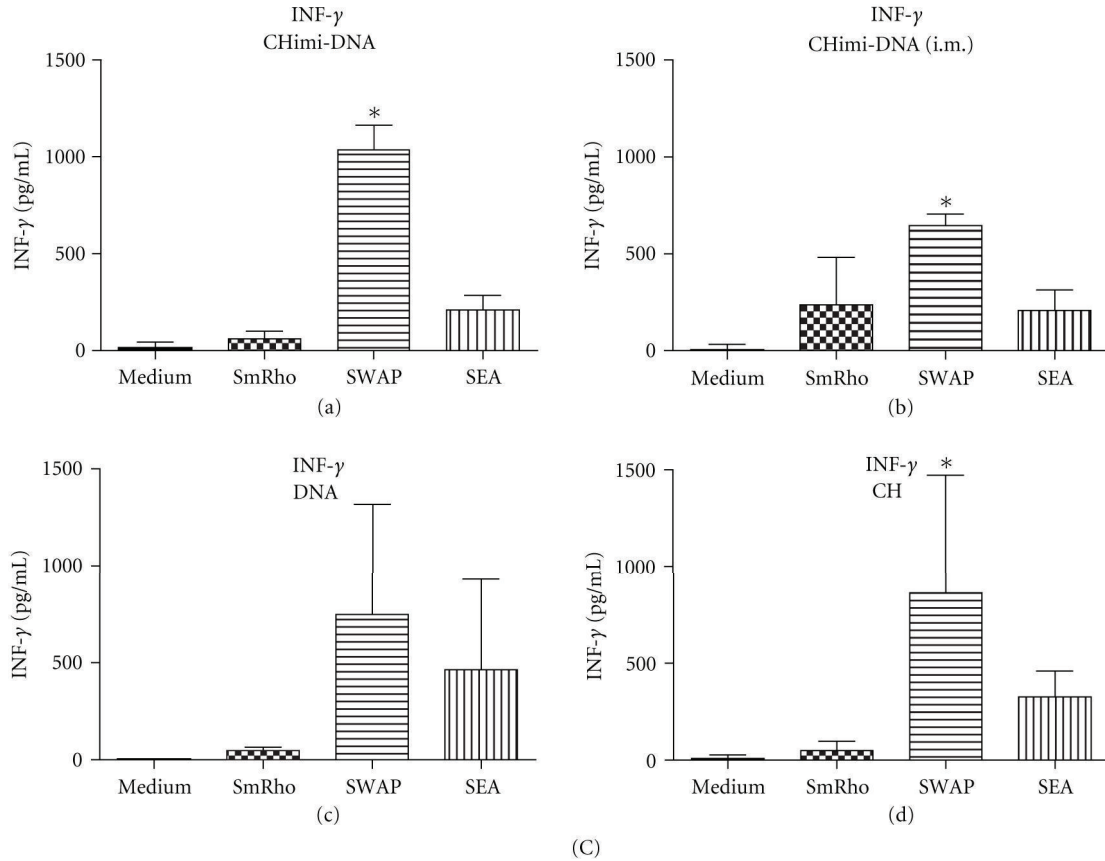 INF-γ
CHimi-DNA
1500
1000
500
0
INF-γ (pg/mL)
*
Medium SmRho SWAP SEA
(a)
INF-γ
CHimi-DNA (i.m.)
1500
1000
500
0
INF-γ (pg/mL)
*
Medium SmRho SWAP SEA
(b)
INF-γ
DNA
1500
1000
500
0
INF-γ (pg/mL)
Medium SmRho SWAP SEA
(c)
INF-γ
CH
1500
1000
500
0
INF-γ (pg/mL)
*
Medium SmRho SWAP SEA
(d)
(C)